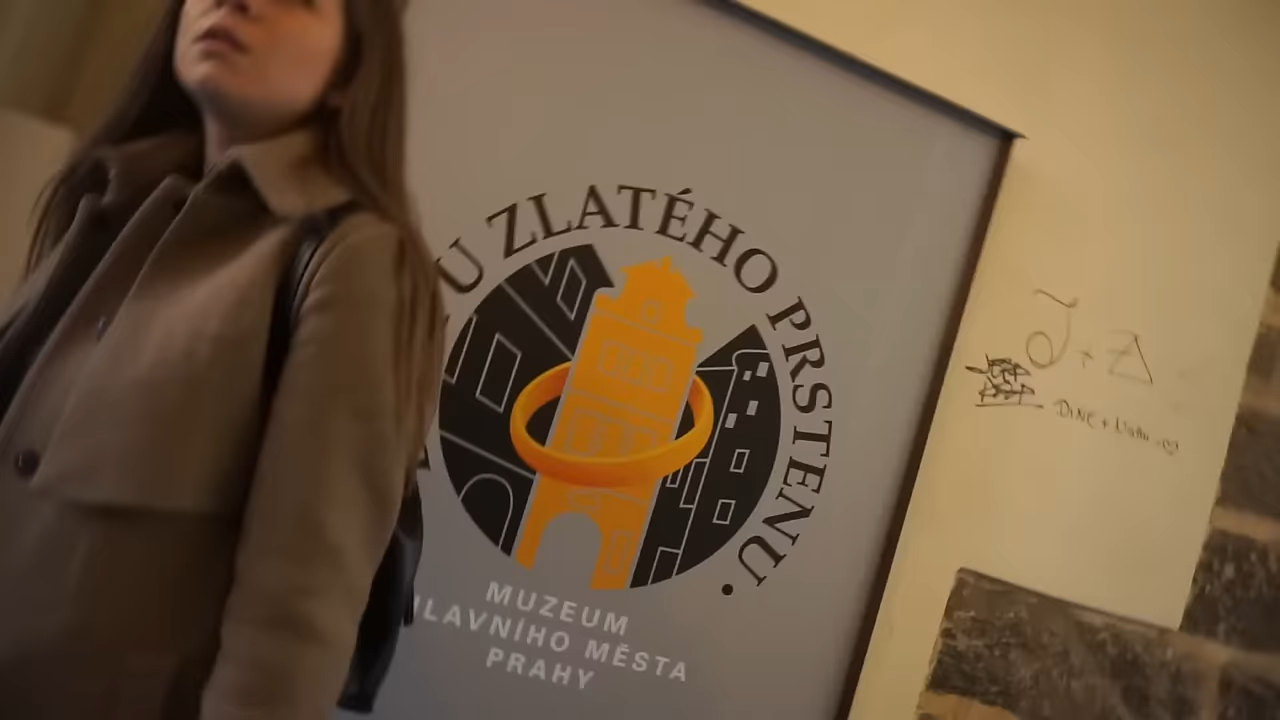 U ZLATÉHO PRSTENU.
MUZEUM
HLAVNÍHO MĚSTA
PRAHY
J + Z